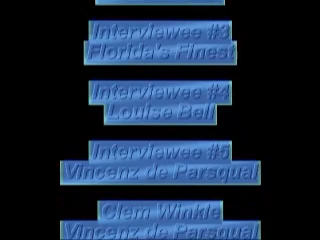 Interviewee #3
Florida's Finest
Interviewee #4
Louise Bell
Interviewee #5
Vincenz de Parsqual
Clem Winkle
Vincenz de Parsqual